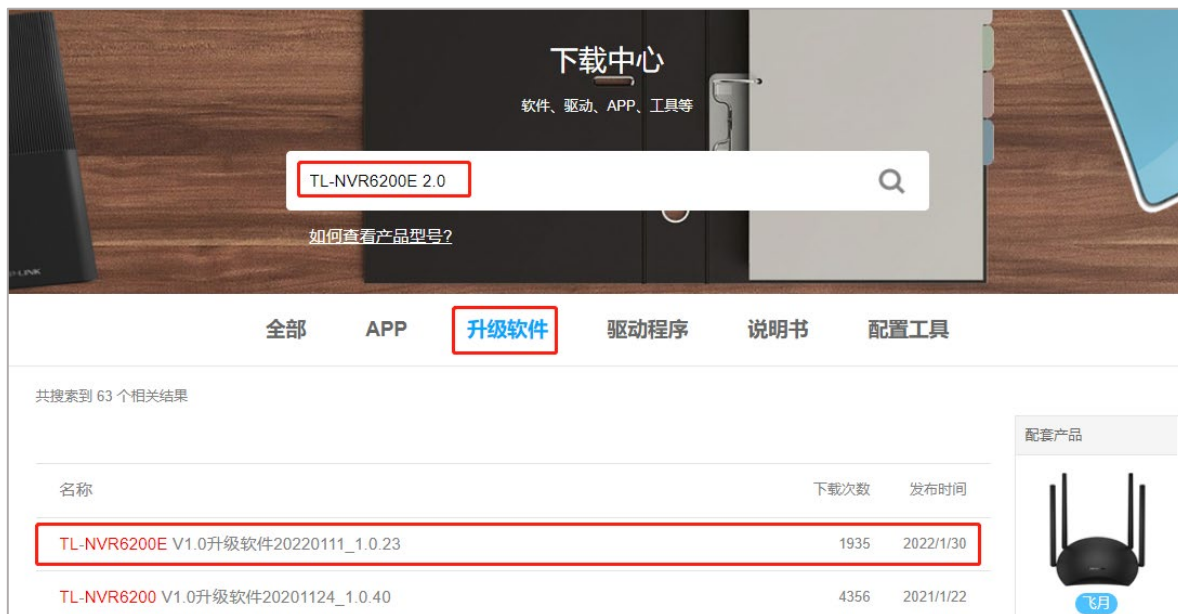 下载中心
软件、驱动、APP、工具等
TL-NVR6200E 2.0
如何查看产品型号?
P-LINK
全部 APP 升级软件 驱动程序 说明书 配置工具
共搜索到 63 个相关结果
配套产品
名称 下载次数 发布时间
TL-NVR6200E V1.0升级软件20220111_1.0.23 1935 2022/1/30
TL-NVR6200 V1.0升级软件20201124_1.0.40 4356 2021/1/22
飞月